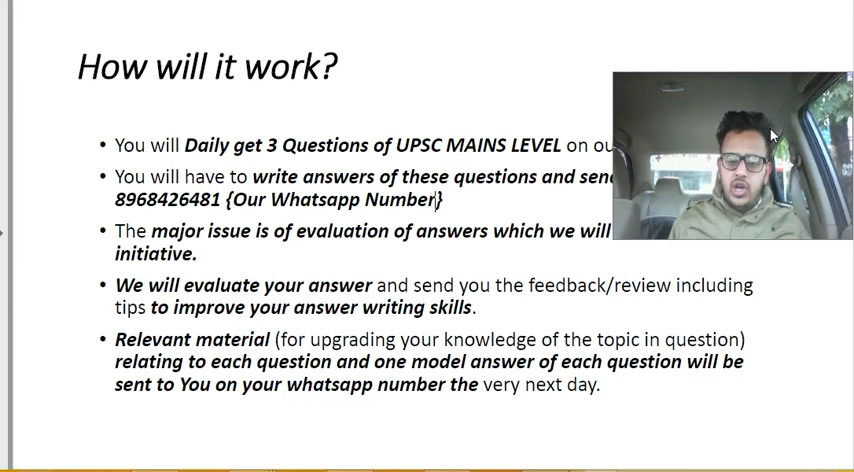 How will it work?
• You will Daily get 3 Questions of UPSC MAINS LEVEL on
• You will have to write answers of these questions and
8968426481 {Our Whatsapp Number}
• The major issue is of evaluation of answers which we will
initiative.
• We will evaluate your answer and send you the feedback/review including
tips to improve your answer writing skills.
• Relevant material (for upgrading your knowledge of the topic in question)
relating to each question and one model answer of each question will be
sent to You on your whatsapp number the very next day.